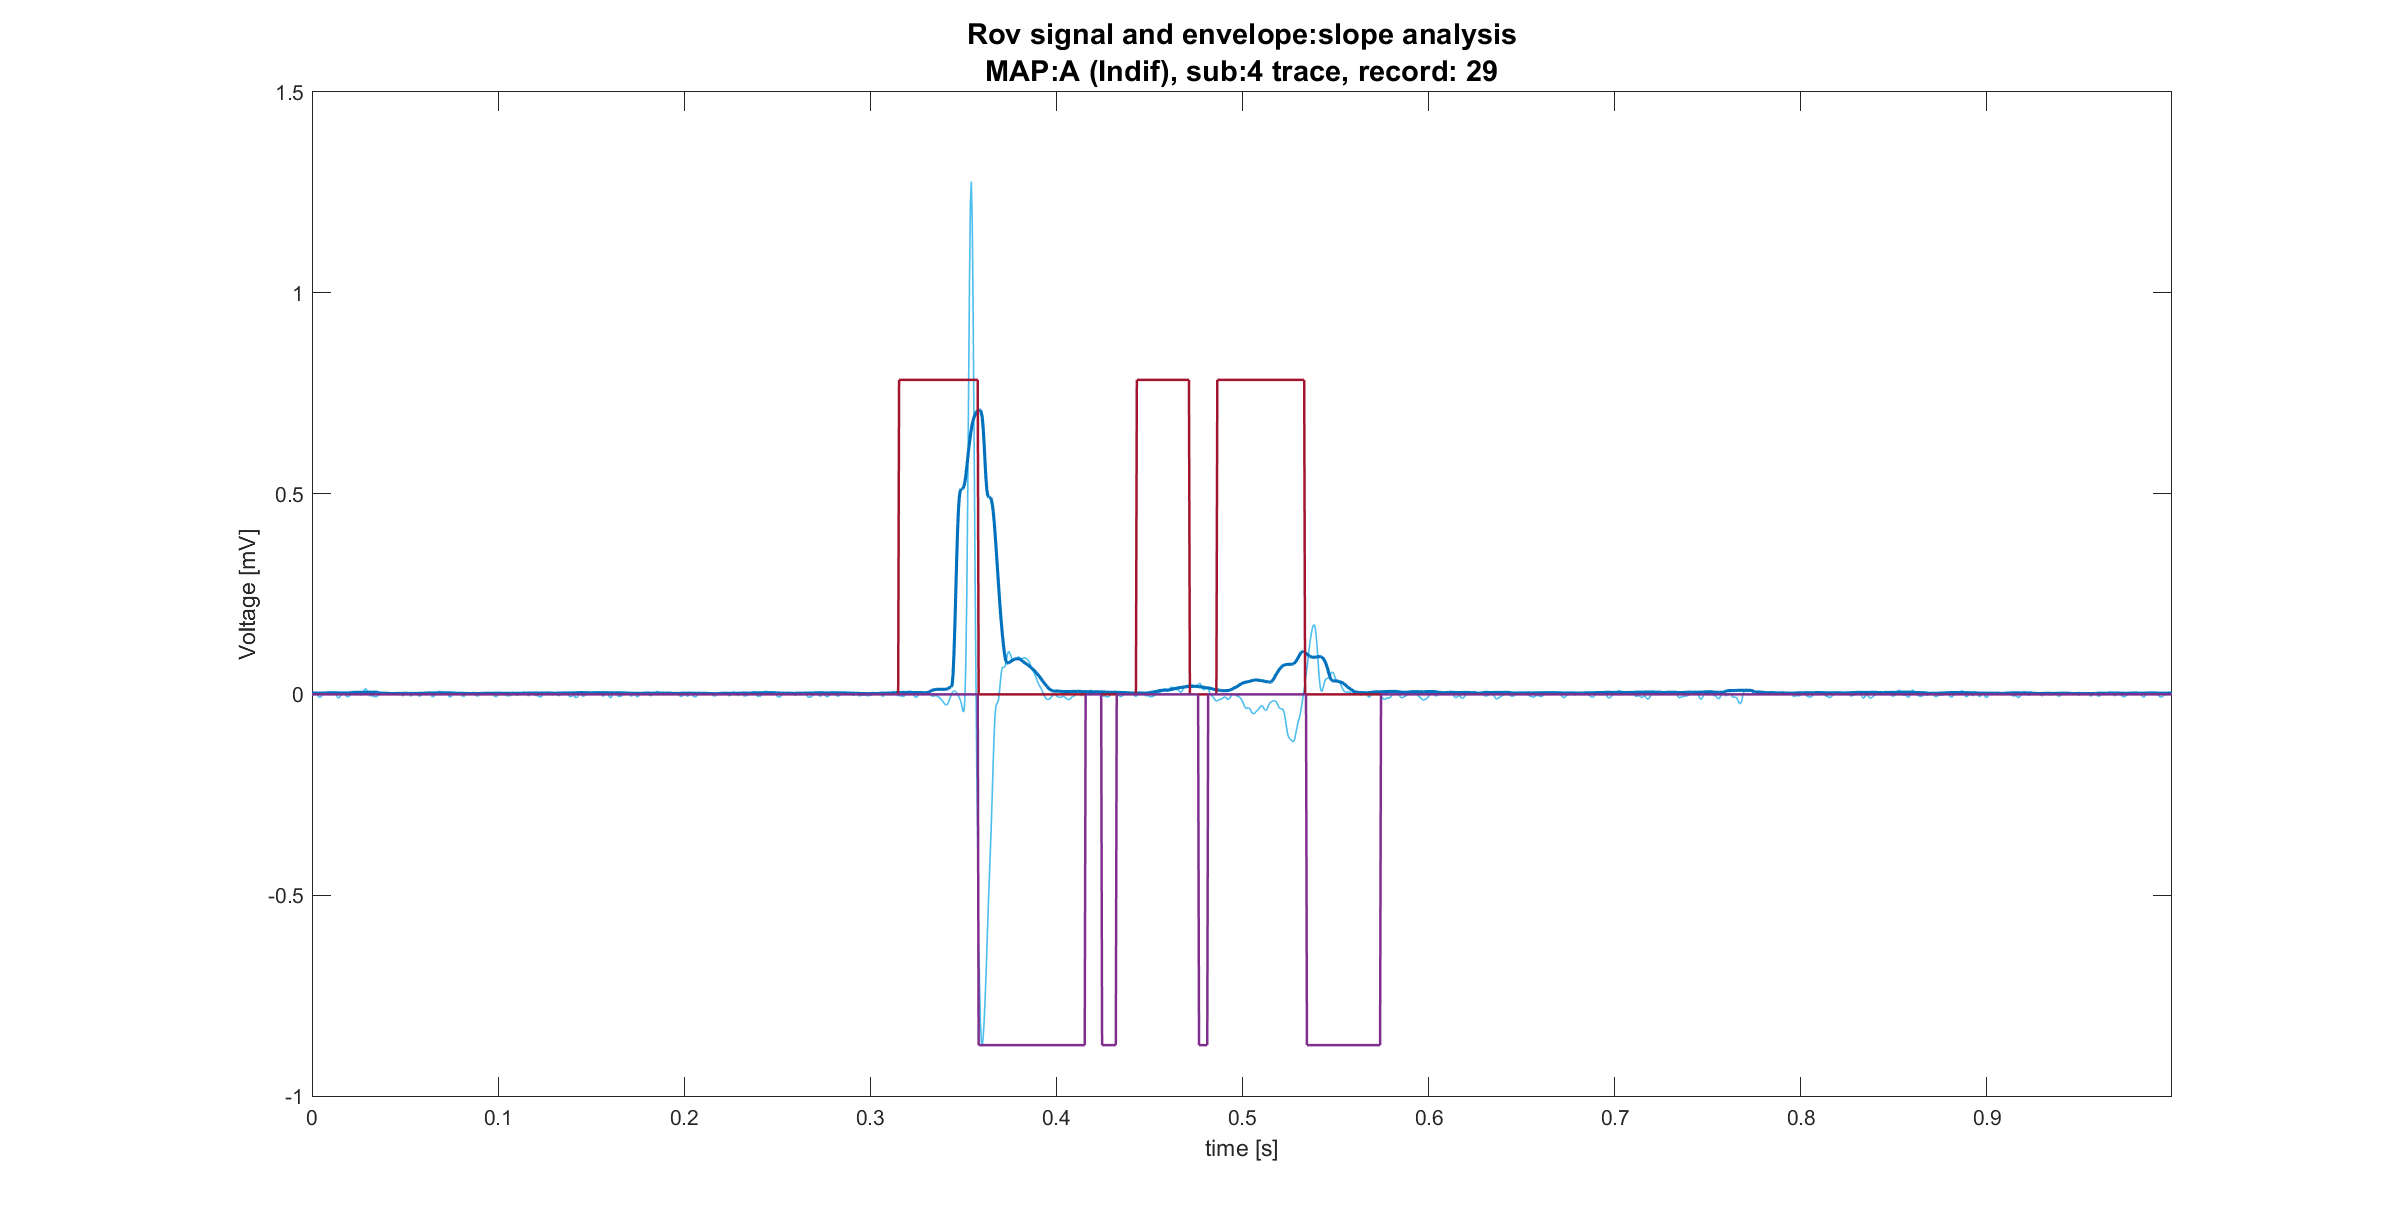 Rov signal and envelope:slope analysis
MAP:A (Indif), sub:4 trace, record: 29
1.5
1
0.5
0
-0.5
-1
Voltage [mV]
0 0.1 0.2 0.3 0.4 0.5 0.6 0.7 0.8 0.9
time [s]